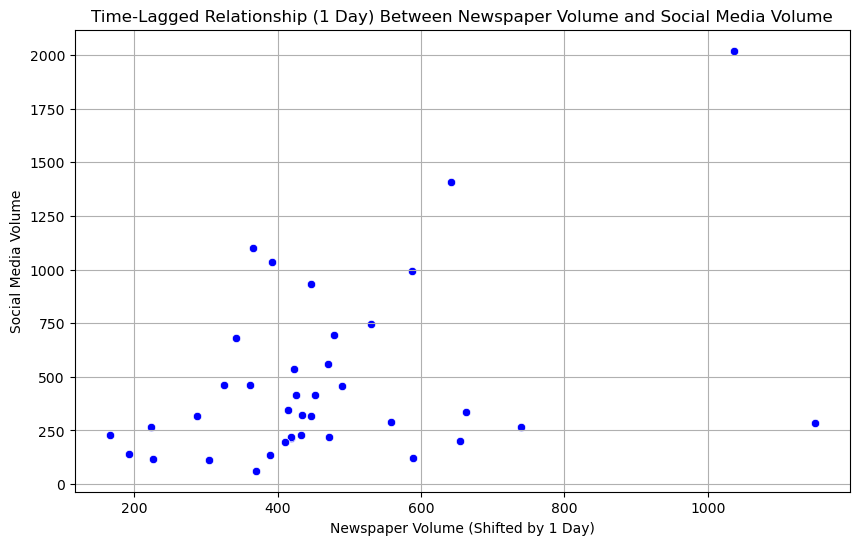 Time-Lagged Relationship (1 Day) Between Newspaper Volume and Social Media Volume
2000
1750
1500
1250
1000
750
500
250
0
Social Media Volume
200 400 600 800 1000
Newspaper Volume (Shifted by 1 Day)